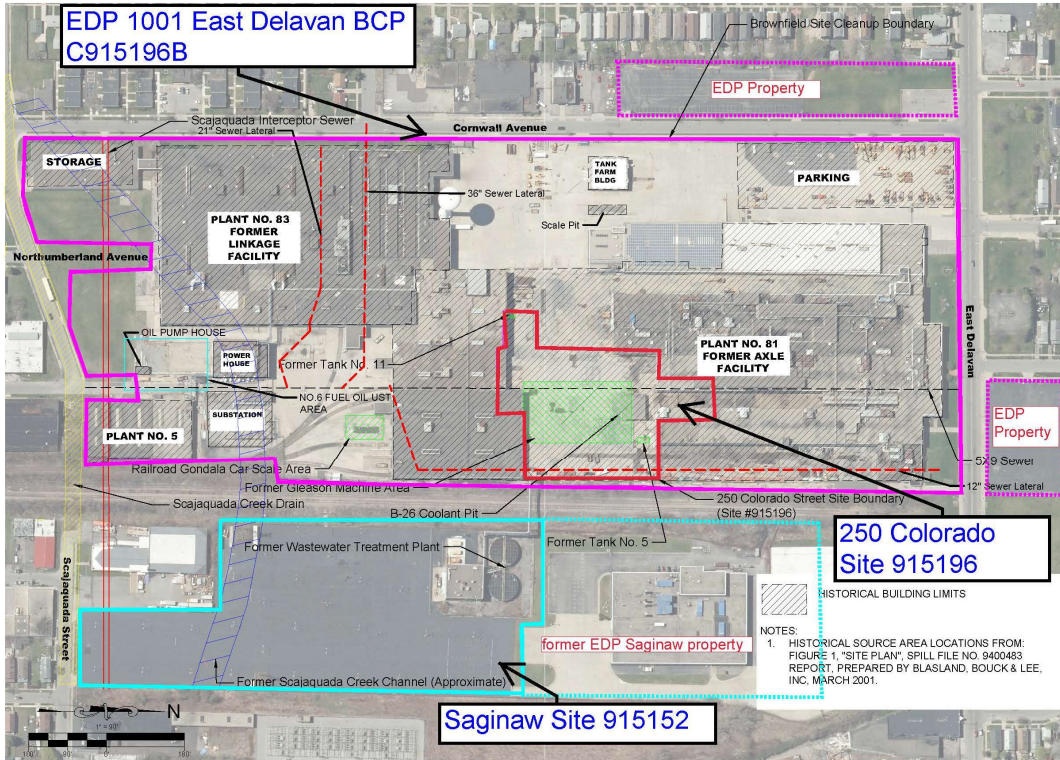 EDP 1001 East Delavan BCP
C915196B
Brownfield Site Cleanup Boundary
EDP Property
Scajaquada Interceptor Sewer
21" Sewer Lateral
Cornwall Avenue
STORAGE
TANK
FARM
BLDG
PARKING
36" Sewer Lateral
Scale Pit
PLANT NO. 83
FORMER
LINKAGE
FACILITY
Northumberland Avenue
East Delavan
OIL PUMP HOUSE
POWER
HOUSE
Former Tank No. 11
PLANT NO. 81
FORMER AXLE
FACILITY
NO.6 FUEL OIL UST
AREA
SUBSTATION
EDP
Property
PLANT NO. 5
5X9 Sewer
Railroad Gondala Car Scale Area
Former Gleason Machine Area
12" Sewer Lateral
Scajaquada Creek Drain
B-26 Coolant Pit
250 Colorado Street Site Boundary
(Site #915196)
Former Tank No. 5
250 Colorado
Site 915196
Former Wastewater Treatment Plant
Scajaquada Street
HISTORICAL BUILDING LIMITS
NOTES:
1. HISTORICAL SOURCE AREA LOCATIONS FROM:
FIGURE 1, "SITE PLAN", SPILL FILE NO. 9400483
REPORT, PREPARED BY BLASLAND, BOUCK & LEE,
INC, MARCH 2001.
former EDP Saginaw property
Former Scajaquada Creek Channel (Approximate)
Saginaw Site 915152
N
1" = 90'
90'
0'
180'